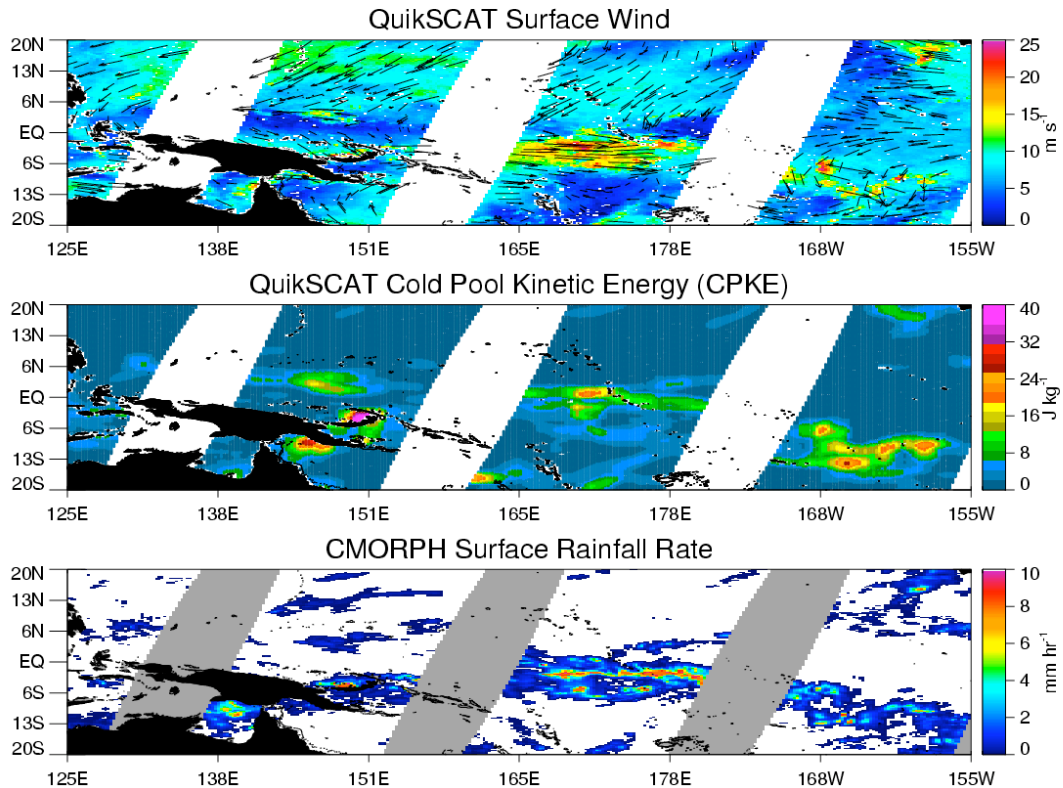 QuikSCAT Surface Wind
20N
13N
6N
EQ
6S
13S
20S
125E 138E 151E 165E 178E 168W 155W
25
20
15
10
5
0
m s-1
QuikSCAT Cold Pool Kinetic Energy (CPKE)
20N
13N
6N
EQ
6S
13S
20S
125E 138E 151E 165E 178E 168W 155W
40
32
24
16
8
0
J kg-1
CMORPH Surface Rainfall Rate
20N
13N
6N
EQ
6S
13S
20S
125E 138E 151E 165E 178E 168W 155W
10
8
6
4
2
0
mm hr-1